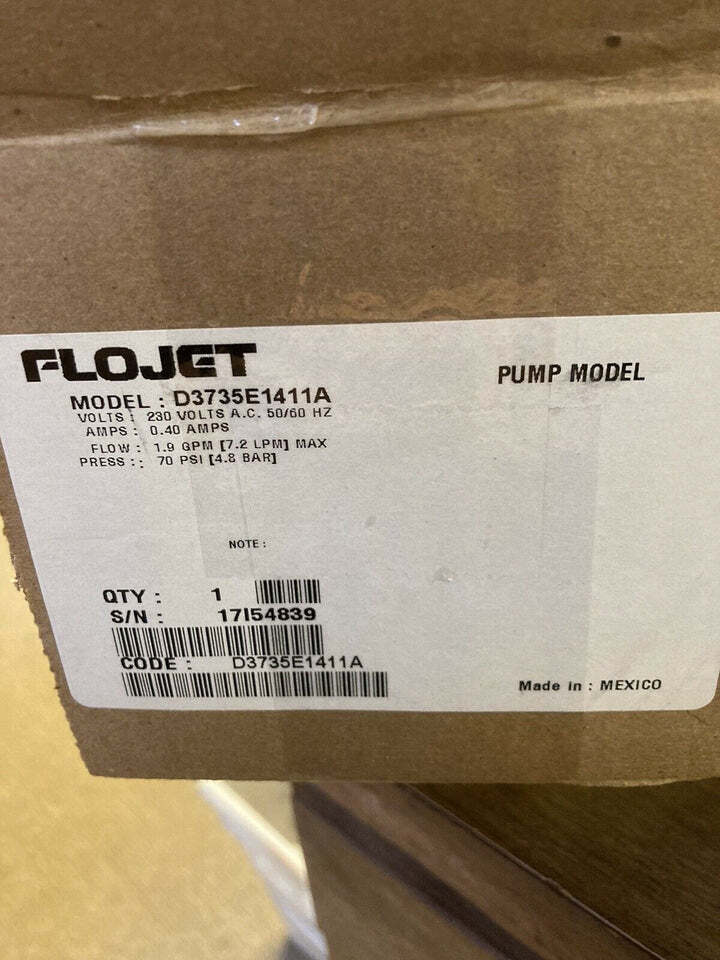 FLOJET
PUMP MODEL
MODEL : D3735E1411A
VOLTS : 230 VOLTS A.C. 50/60 HZ
AMPS : 0.40 AMPS
FLOW : 1.9 GPM [7.2 LPM] MAX
PRESS : : 70 PSI [4.8 BAR]
NOTE :
QTY : 1
S/N : 17I54839
CODE : D3735E1411A
Made in : MEXICO